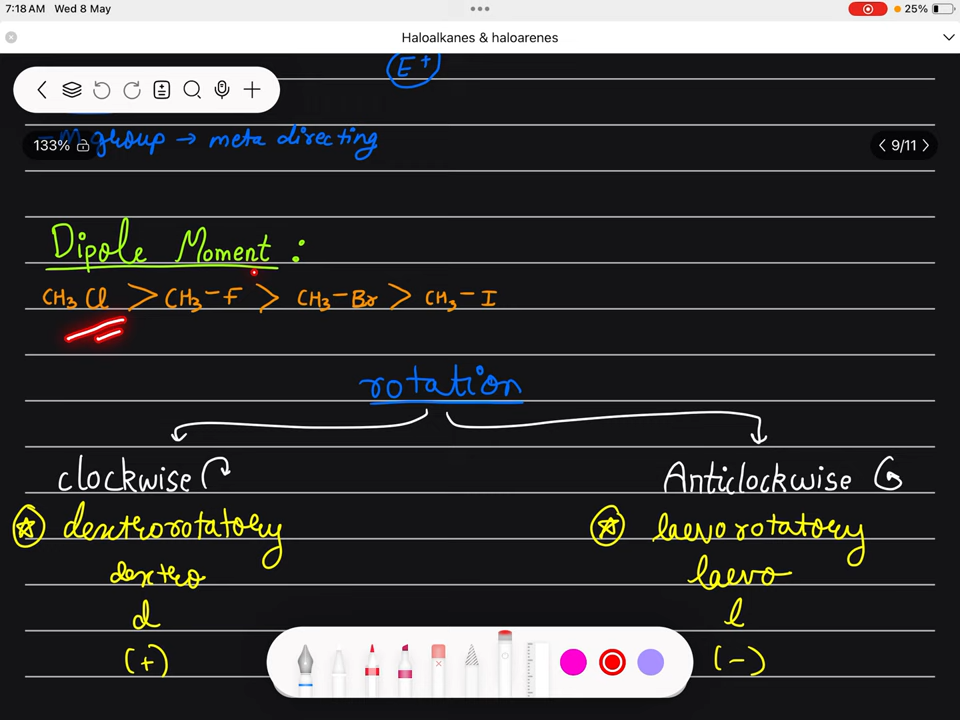 7:18 AM Wed 8 May
25%
Haloalkanes & haloarenes
E+
133%
9/11
-M group → meta directing
Dipole Moment :
CH3 Cl > CH3-F > CH3-Br > CH3-I
rotation
clockwise
Anticlockwise
dextrorotatory
laevorotatory
dextro
laevo
d
l
(+)
(-)